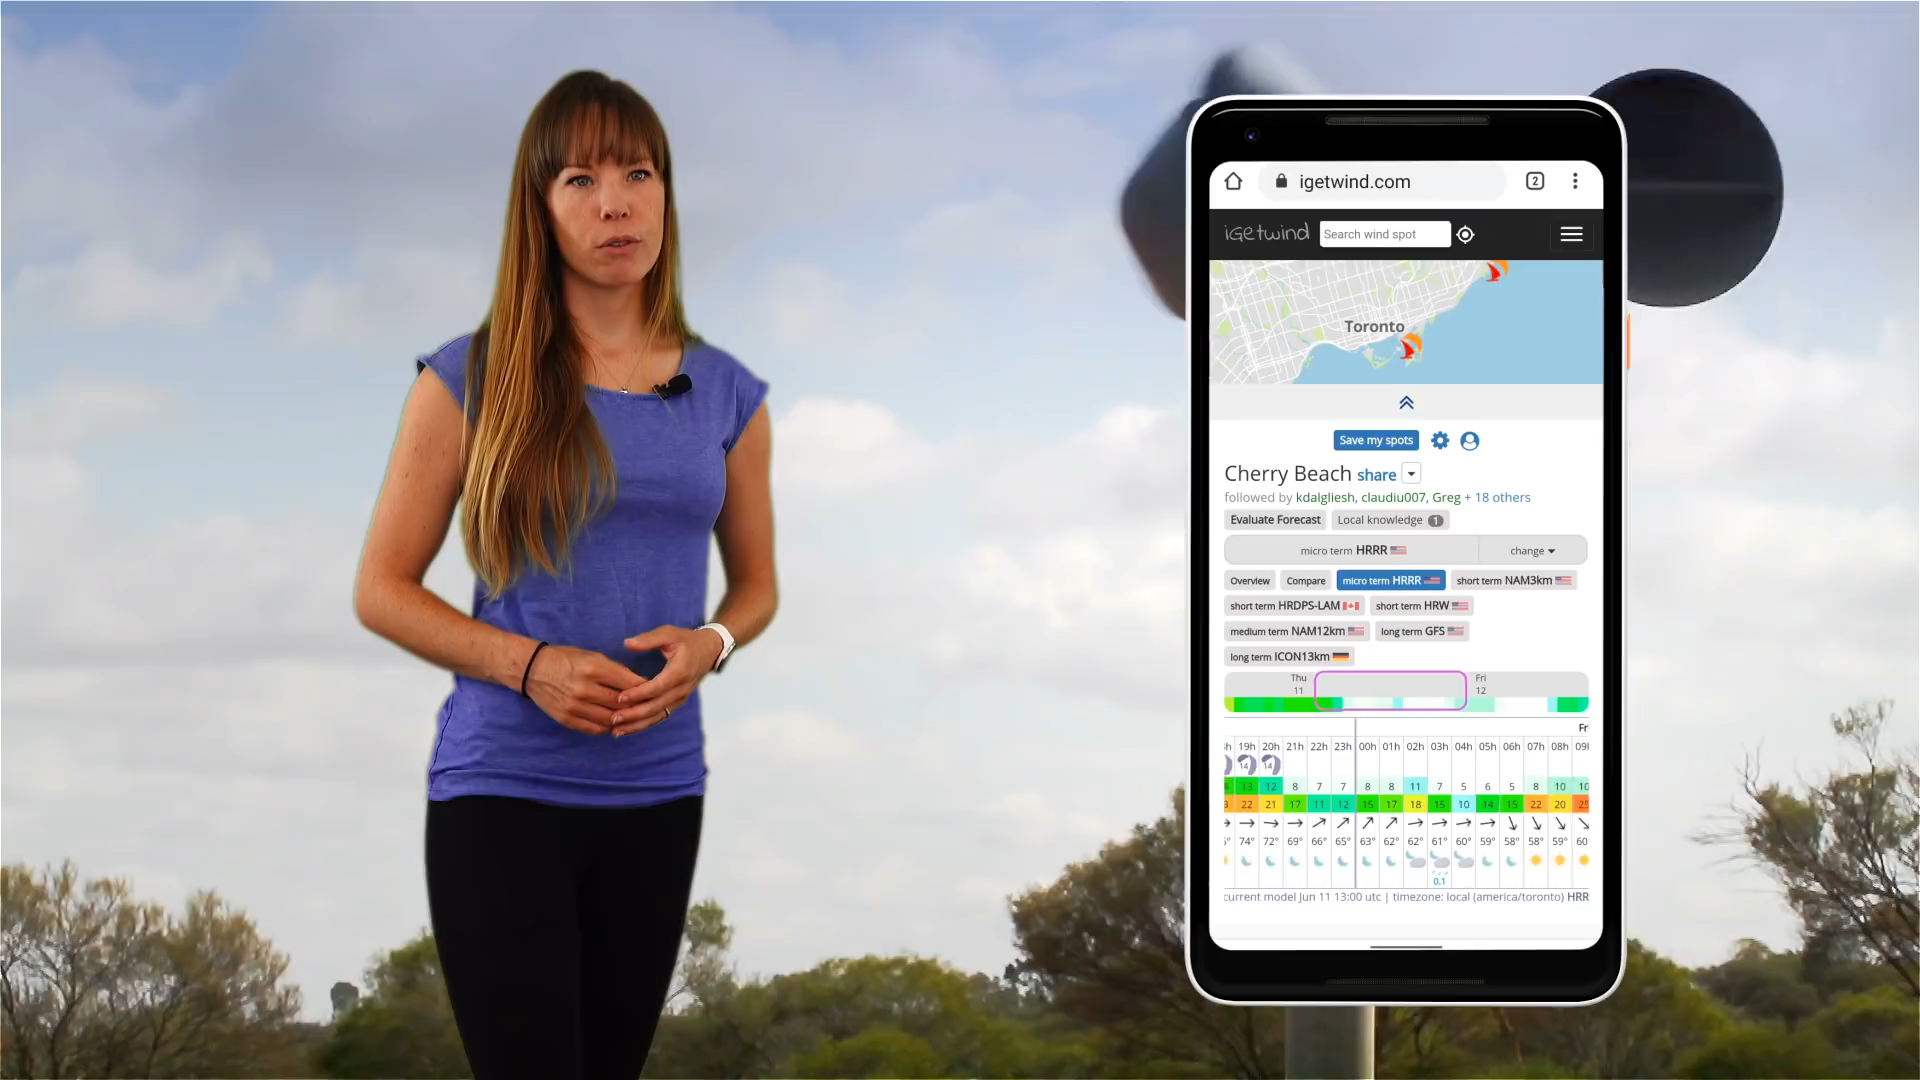 igetwind.com 2
iGetwind Search wind spot
Toronto
Save my spots
Cherry Beach share
followed by kdalgliesh, claudiu007, Greg + 18 others
Evaluate Forecast Local knowledge 1
micro term HRRR change
Overview Compare micro term HRRR short term NAM3km
short term HRDPS-LAM short term HRW
medium term NAM12km long term GFS
long term ICON13km
Thu Fri
11 12
Fr
19h 20h 21h 22h 23h 00h 01h 02h 03h 04h 05h 06h 07h 08h 09h
14 14
13 12 8 7 7 8 8 11 7 5 6 5 8 10 10
22 21 17 11 12 15 17 18 15 10 14 15 22 20 25
74° 72° 69° 66° 65° 63° 62° 62° 61° 60° 59° 58° 58° 59° 60
0.1
current model Jun 11 13:00 utc | timezone: local (america/toronto) HRR